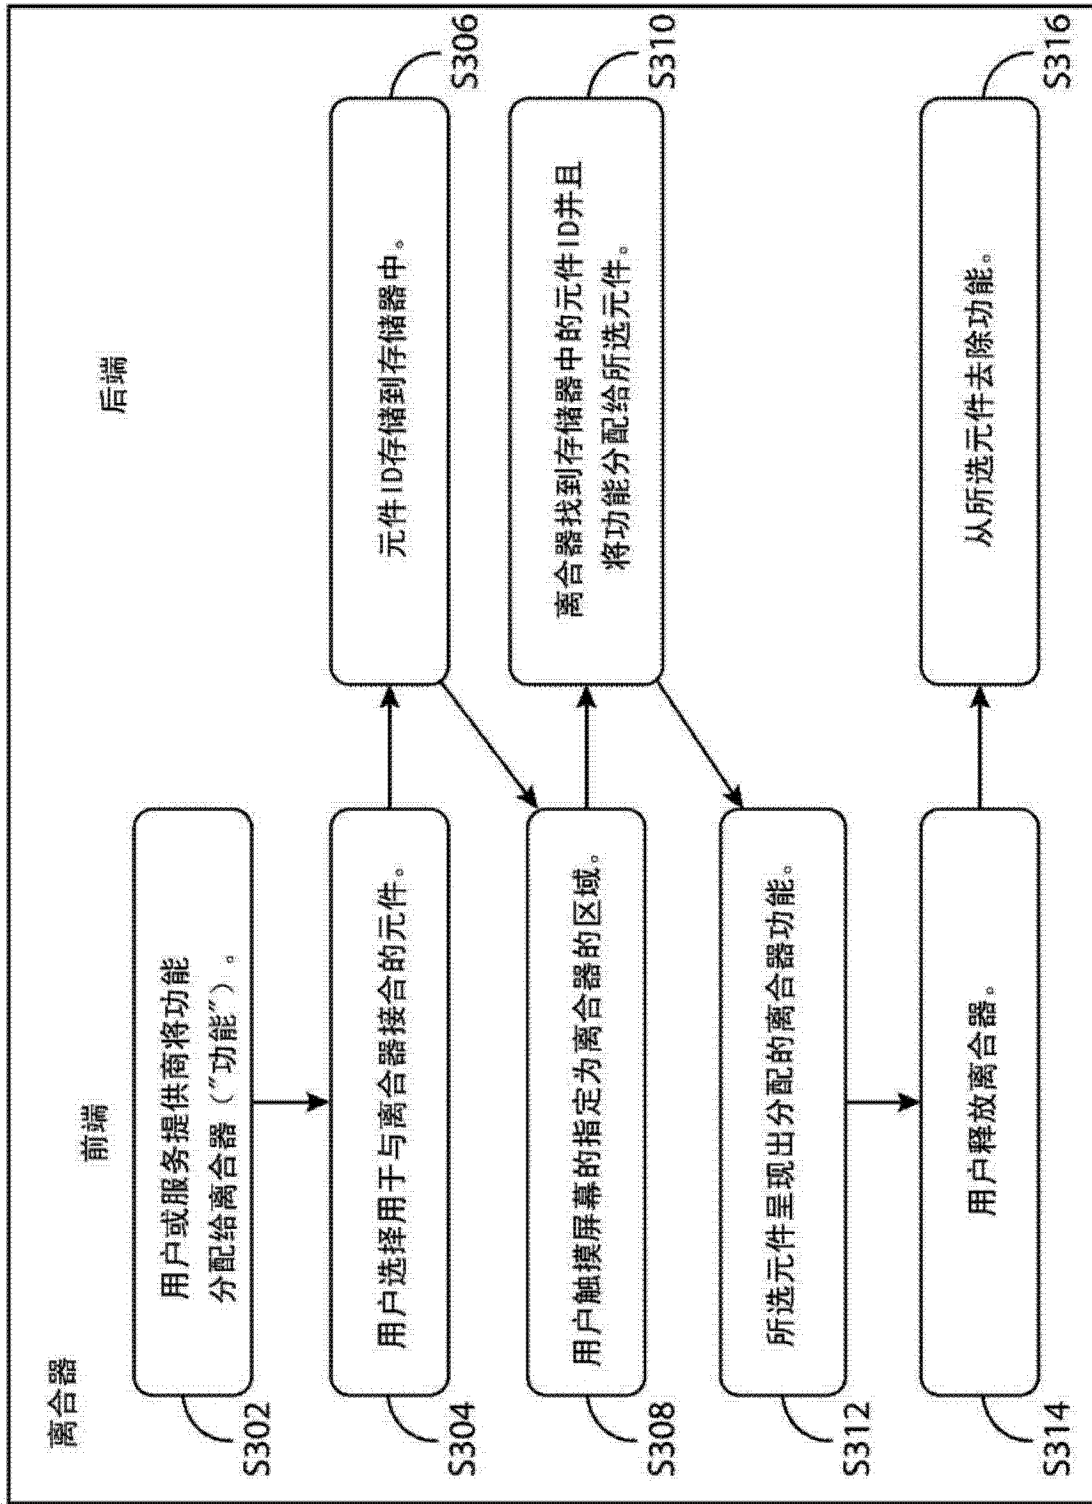 离合器
前端
后端
S302
用户或服务提供商将功能
分配给离合器（"功能"）。
S304
用户选择用于与离合器接合的元件。
元件ID存储到存储器中。
S306
S308
用户触摸屏幕的指定为离合器的区域。
离合器找到存储器中的元件ID并且
将功能分配给所选元件。
S310
S312
所选元件呈现出分配的离合器功能。
S314
用户释放离合器。
从所选元件去除功能。
S316